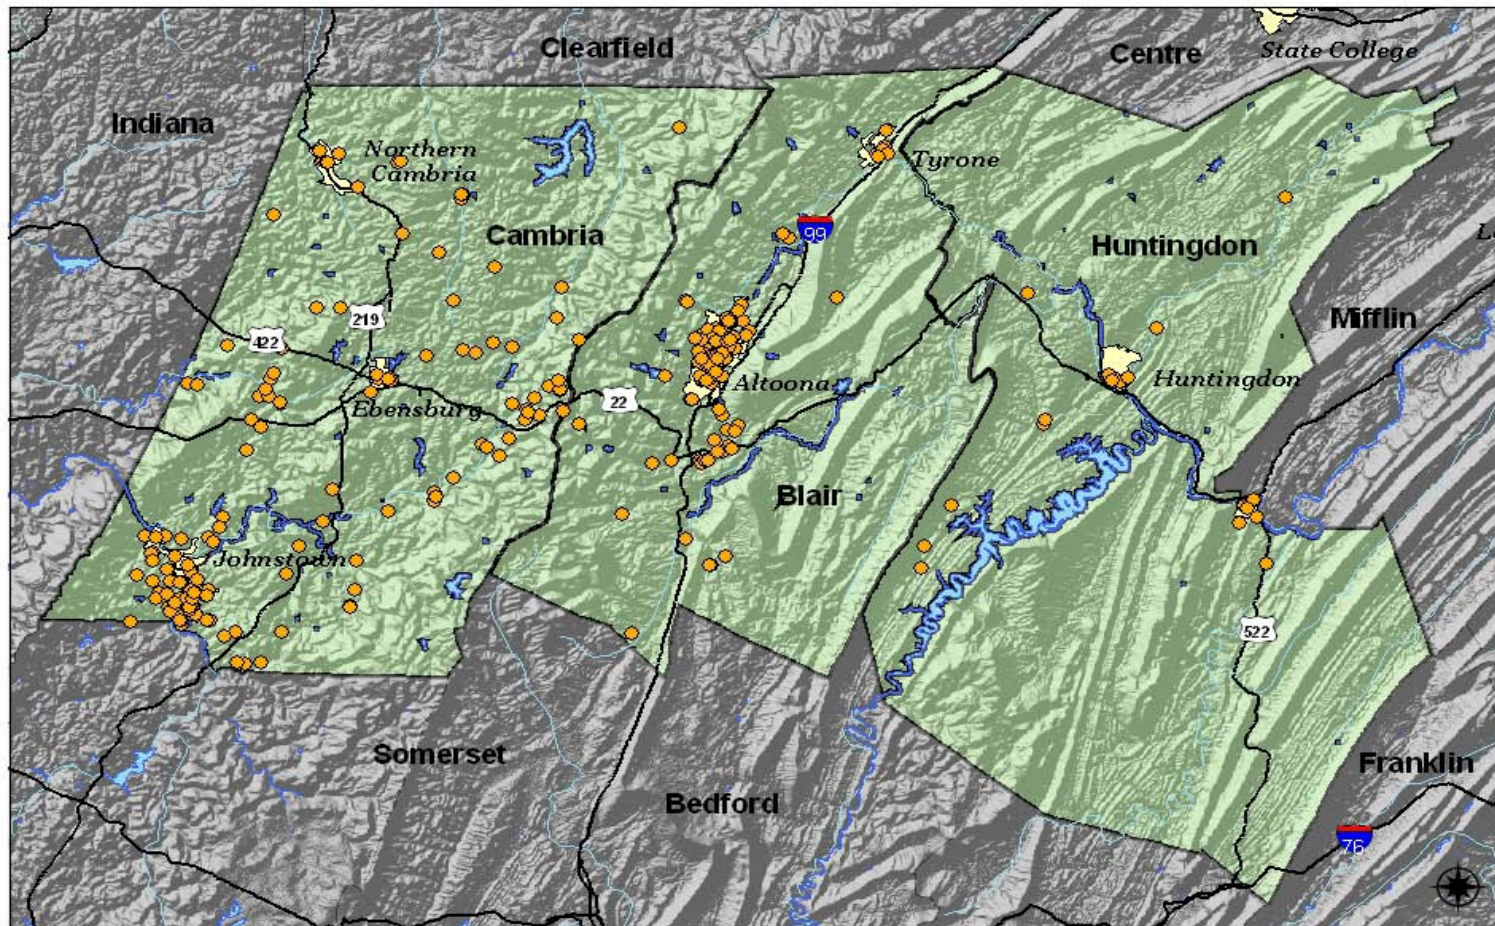 Clearfield
Centre
State College
Indiana
Northern
Cambria
Tyrone
Cambria
99
Huntingdon
219
422
Mifflin
Ebensburg
22
Altoona
Huntingdon
Blair
Johnstown
522
Somerset
Bedford
Franklin
76